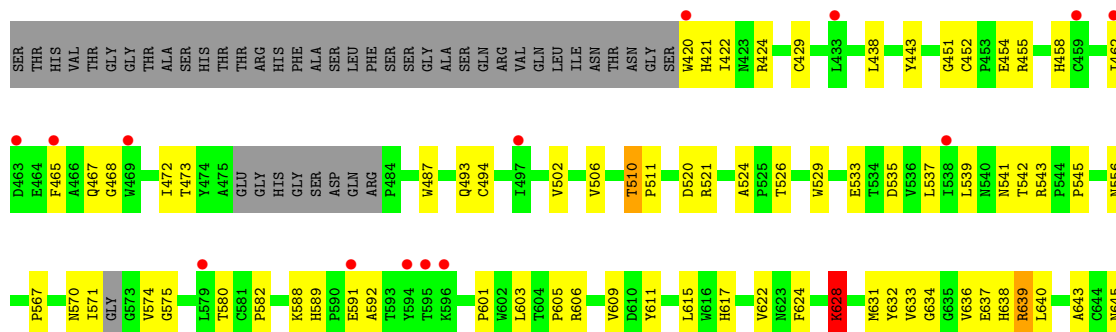 SER THR HIS VAL THR GLY GLY THR ALA SER HIS THR THR ARG HIS PHE ALA SER LEU PHE SER SER GLY ALA SER GLN ARG VAL GLN LEU ILE ASN THR ASN GLY SER W420 H421 I422 N423 R424 C429 L433 L438 Y443 G451 C452 P453 E454 R455 H458 C459
D463 E464 F465 A466 Q467 G468 W469 I472 T473 Y474 A475 GLU GLY HIS GLY SER ASP GLN ARG P484 W487 Q493 C494 I497 V502 V506 T510 P511 D520 R521 A524 P525 T526 W529 E533 T534 D535 V536 L537 I538 L539 N540 N541 T542 R543 P544 P545 N556
P567 N570 I571 GLY G573 V574 G575 L579 T580 C581 P582 K588 H589 P590 E591 A592 T593 Y594 T595 K596 P601 W602 L603 T604 P605 R606 V609 D610 Y611 L615 W616 H617 V622 N623 F624 K628 M631 Y632 V633 G634 G635 V636 E637 H638 R639 L640 A643 C644